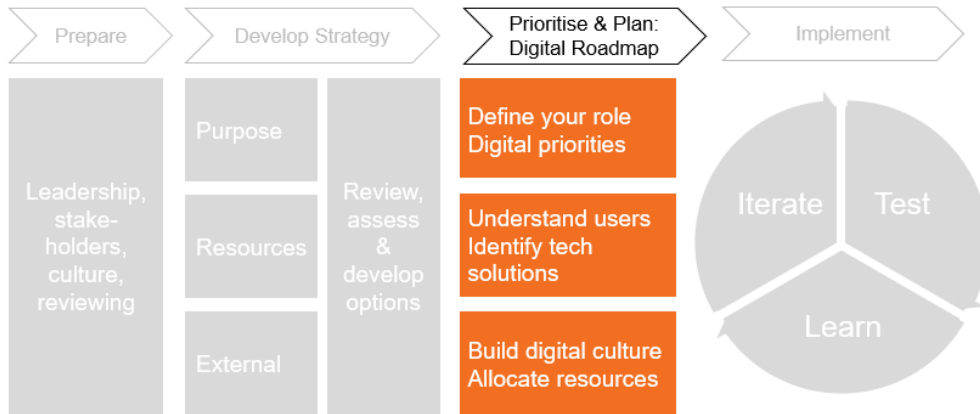 Prepare
Develop Strategy
Prioritise & Plan:
Digital Roadmap
Implement
Leadership,
stake-
holders,
culture,
reviewing
Purpose
Resources
External
Review,
assess
&
develop
options
Define your role
Digital priorities
Understand users
Identify tech
solutions
Build digital culture
Allocate resources
Iterate
Test
Learn